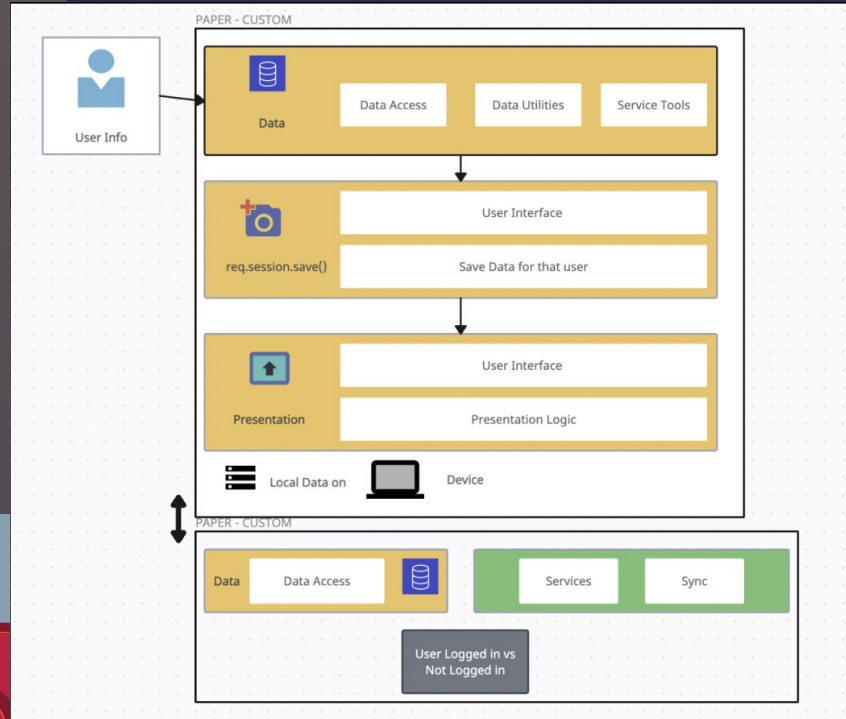 PAPER - CUSTOM
User Info
Data
Data Access
Data Utilities
Service Tools
req.session.save()
User Interface
Save Data for that user
Presentation
User Interface
Presentation Logic
Local Data on
Device
PAPER - CUSTOM
Data
Data Access
Services
Sync
User Logged in vs
Not Logged in